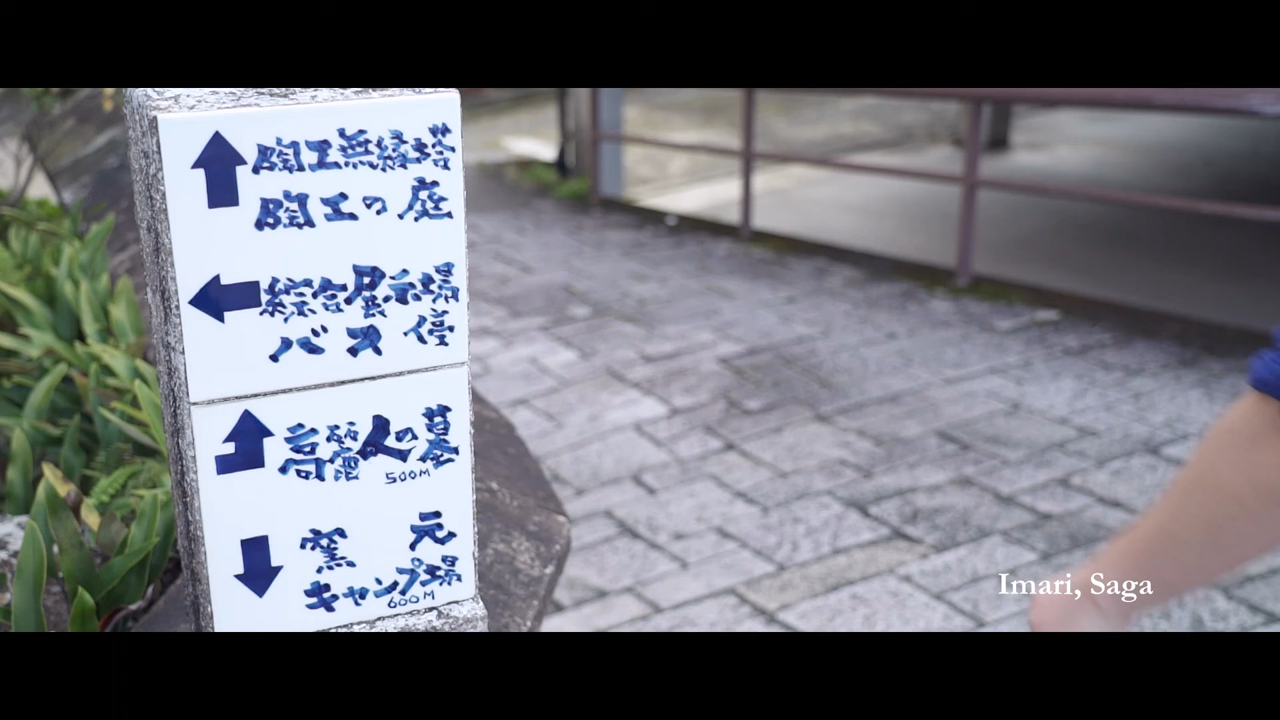 陶工無縁塔
陶工の庭
綜合展示場
バス停
高麗人の墓
500M
窯元
キャンプ場
600M
Imari, Saga